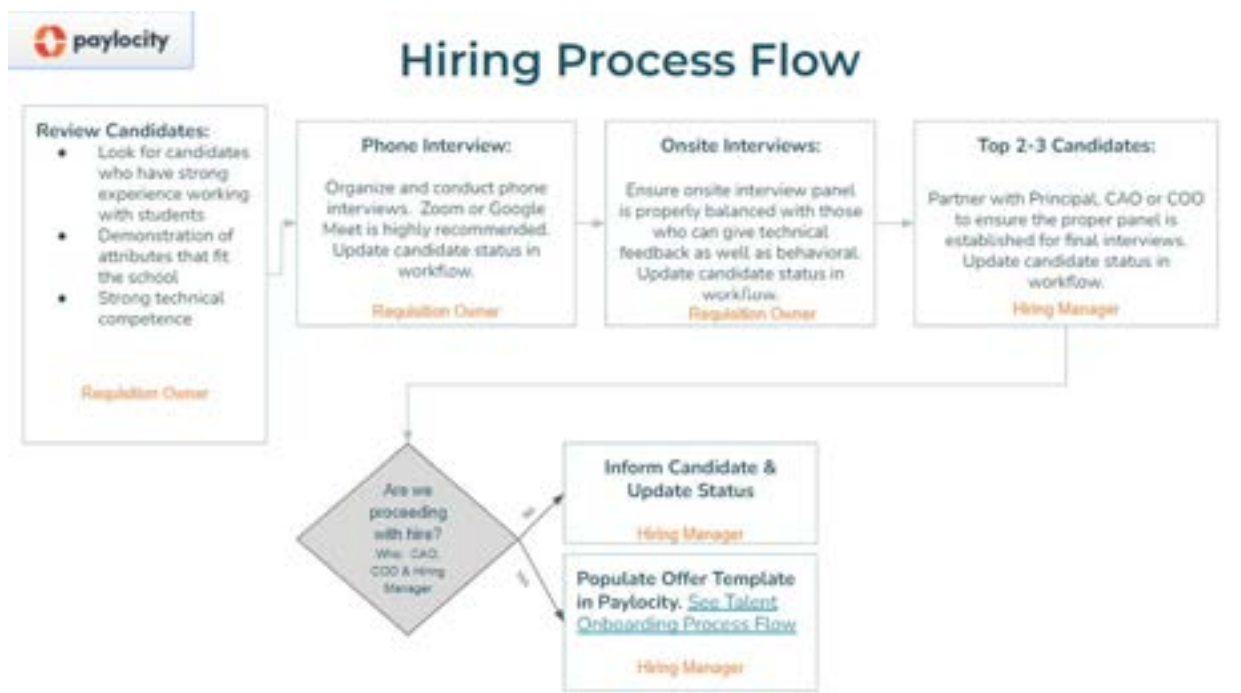 paylocity
Hiring Process Flow
Review Candidates:
● Look for candidates
who have strong
experience working
with students
● Demonstration of
attributes that fit
the school
● Strong technical
competence
Requisition Owner
Phone Interview:
Organize and conduct phone
interviews. Zoom or Google
Meet is highly recommended.
Update candidate status in
workflow.
Requisition Owner
Onsite Interviews:
Ensure onsite interview panel
is properly balanced with those
who can give technical
feedback as well as behavioral.
Update candidate status in
workflow.
Requisition Owner
Top 2-3 Candidates:
Partner with Principal, CAO or COO
to ensure the proper panel is
established for final interviews.
Update candidate status in
workflow.
Hiring Manager
Are we
proceeding
with hire?
Who: CAO,
COO & Hiring
Manager
No
Yes
Inform Candidate &
Update Status
Hiring Manager
Populate Offer Template
in Paylocity. See Talent
Onboarding Process Flow
Hiring Manager